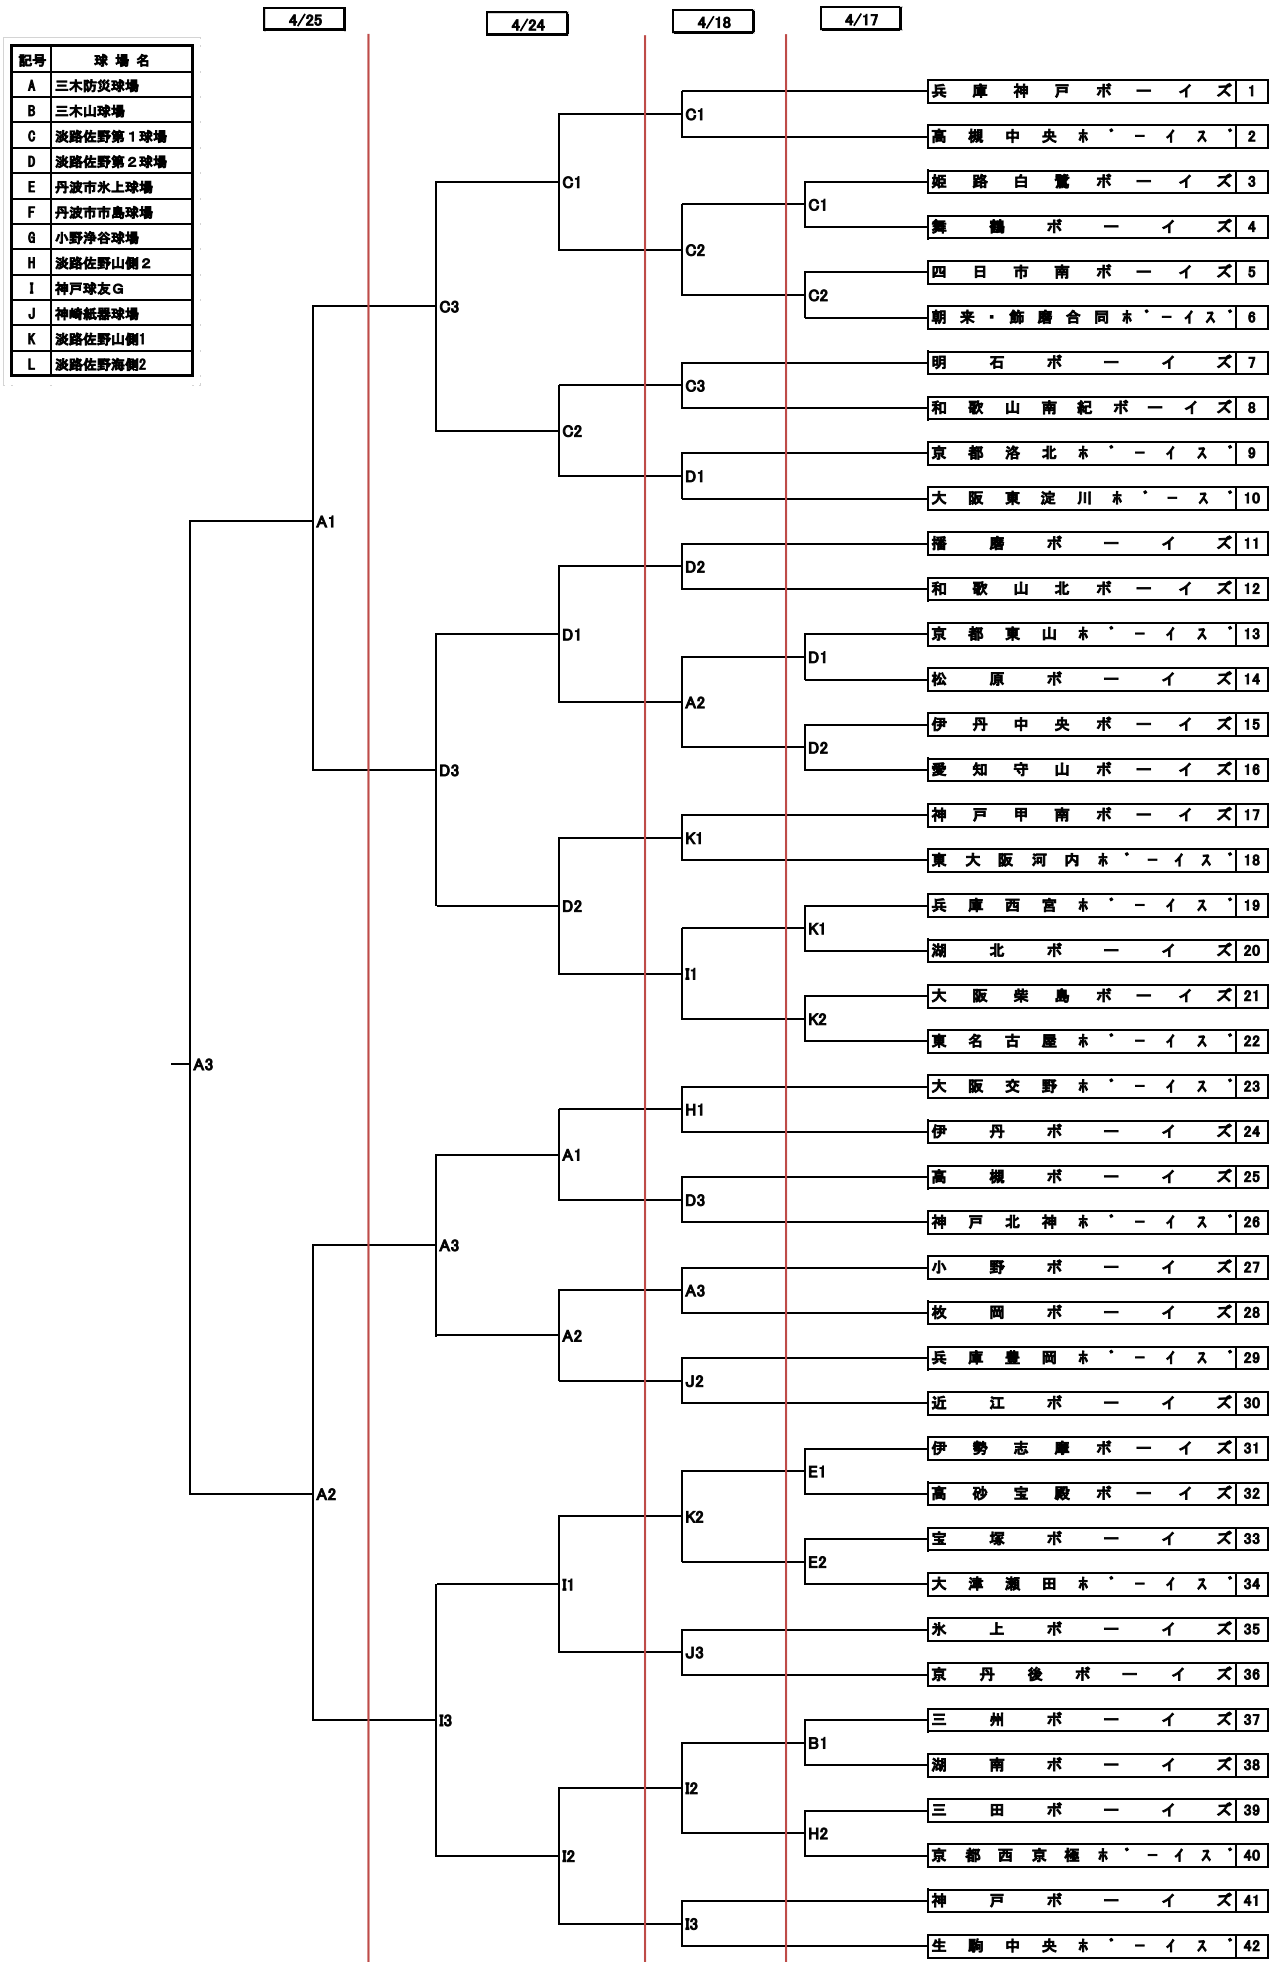 4/25
4/24
4/18
4/17
記号 球場名
A 三木防災球場
B 三木山球場
C 淡路佐野第1球場
D 淡路佐野第2球場
E 丹波市氷上球場
F 丹波市市島球場
G 小野浄谷球場
H 淡路佐野山側2
I 神戸球友G
J 神崎紙器球場
K 淡路佐野山側1
L 淡路佐野海側2
兵庫神戸ボーイズ 1
C1
高槻中央ボーイズ 2
C1
姫路白鷺ボーイズ 3
C1
舞鶴ボーイズ 4
C2
四日市南ボーイズ 5
C2
C3
朝来・飾磨合同ボーイズ 6
明石ボーイズ 7
C3
和歌山南紀ボーイズ 8
C2
京都洛北ボーイズ 9
D1
大阪東淀川ボーズ 10
A1
播磨ボーイズ 11
D2
和歌山北ボーイズ 12
D1
京都東山ボーイズ 13
D1
松原ボーイズ 14
A2
伊丹中央ボーイズ 15
D2
D3
愛知守山ボーイズ 16
神戸甲南ボーイズ 17
K1
東大阪河内ボーイズ 18
D2
兵庫西宮ボーイズ 19
K1
湖北ボーイズ 20
I1
大阪柴島ボーイズ 21
K2
東名古屋ボーイズ 22
A3
大阪交野ボーイズ 23
H1
伊丹ボーイズ 24
A1
高槻ボーイズ 25
D3
神戸北神ボーイズ 26
A3
小野ボーイズ 27
A3
枚岡ボーイズ 28
A2
兵庫豊岡ボーイズ 29
J2
近江ボーイズ 30
伊勢志摩ボーイズ 31
E1
高砂宝殿ボーイズ 32
A2
K2
宝塚ボーイズ 33
E2
大津瀬田ボーイズ 34
I1
氷上ボーイズ 35
J3
京丹後ボーイズ 36
I3
三州ボーイズ 37
B1
湖南ボーイズ 38
I2
三田ボーイズ 39
H2
京都西京極ボーイズ 40
I2
神戸ボーイズ 41
I3
生駒中央ボーイズ 42